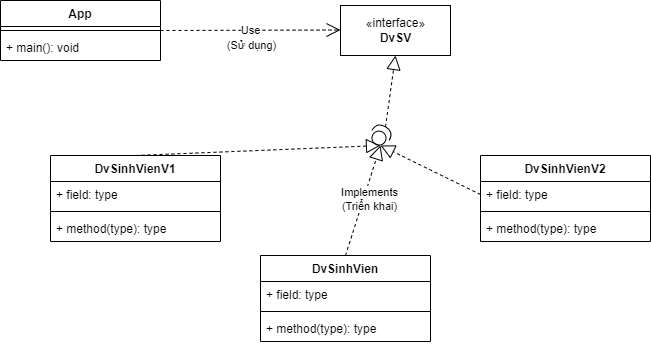 App
+ main(): void
Use
(Sử dụng)
«interface»
DvSV
DvSinhVienV1
+ field: type
+ method(type): type
Implements
(Triển khai)
DvSinhVienV2
+ field: type
+ method(type): type
DvSinhVien
+ field: type
+ method(type): type